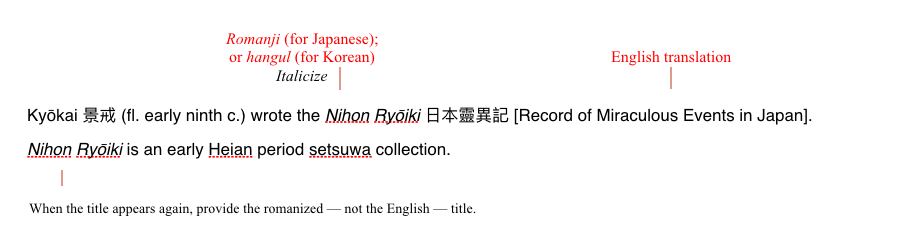 Romanji (for Japanese);
or hangul (for Korean)
English translation
Italicize
Kyōkai 景戒 (fl. early ninth c.) wrote the Nihon Ryōiki 日本靈異記 [Record of Miraculous Events in Japan].
Nihon Ryōiki is an early Heian period setsuwa collection.
When the title appears again, provide the romanized — not the English — title.